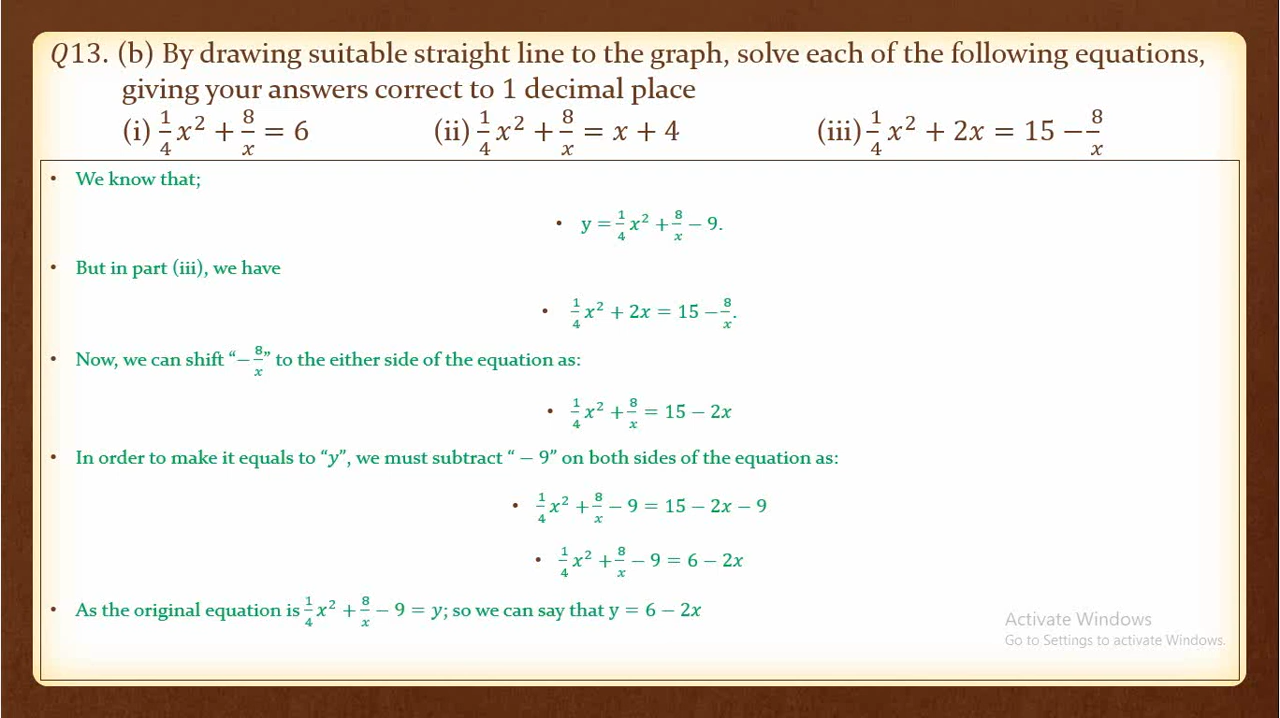 Q13. (b) By drawing suitable straight line to the graph, solve each of the following equations,
giving your answers correct to 1 decimal place
(i) 1/4 x² + 8/x = 6 (ii) 1/4 x² + 8/x = x + 4 (iii) 1/4 x² + 2x = 15 − 8/x
• We know that;
• y = 1/4 x² + 8/x − 9.
• But in part (iii), we have
• 1/4 x² + 2x = 15 − 8/x.
• Now, we can shift “− 8/x” to the either side of the equation as:
• 1/4 x² + 8/x = 15 − 2x
• In order to make it equals to “y”, we must subtract “ − 9” on both sides of the equation as:
• 1/4 x² + 8/x − 9 = 15 − 2x − 9
• 1/4 x² + 8/x − 9 = 6 − 2x
• As the original equation is 1/4 x² + 8/x − 9 = y; so we can say that y = 6 − 2x
Activate Windows
Go to Settings to activate Windows.